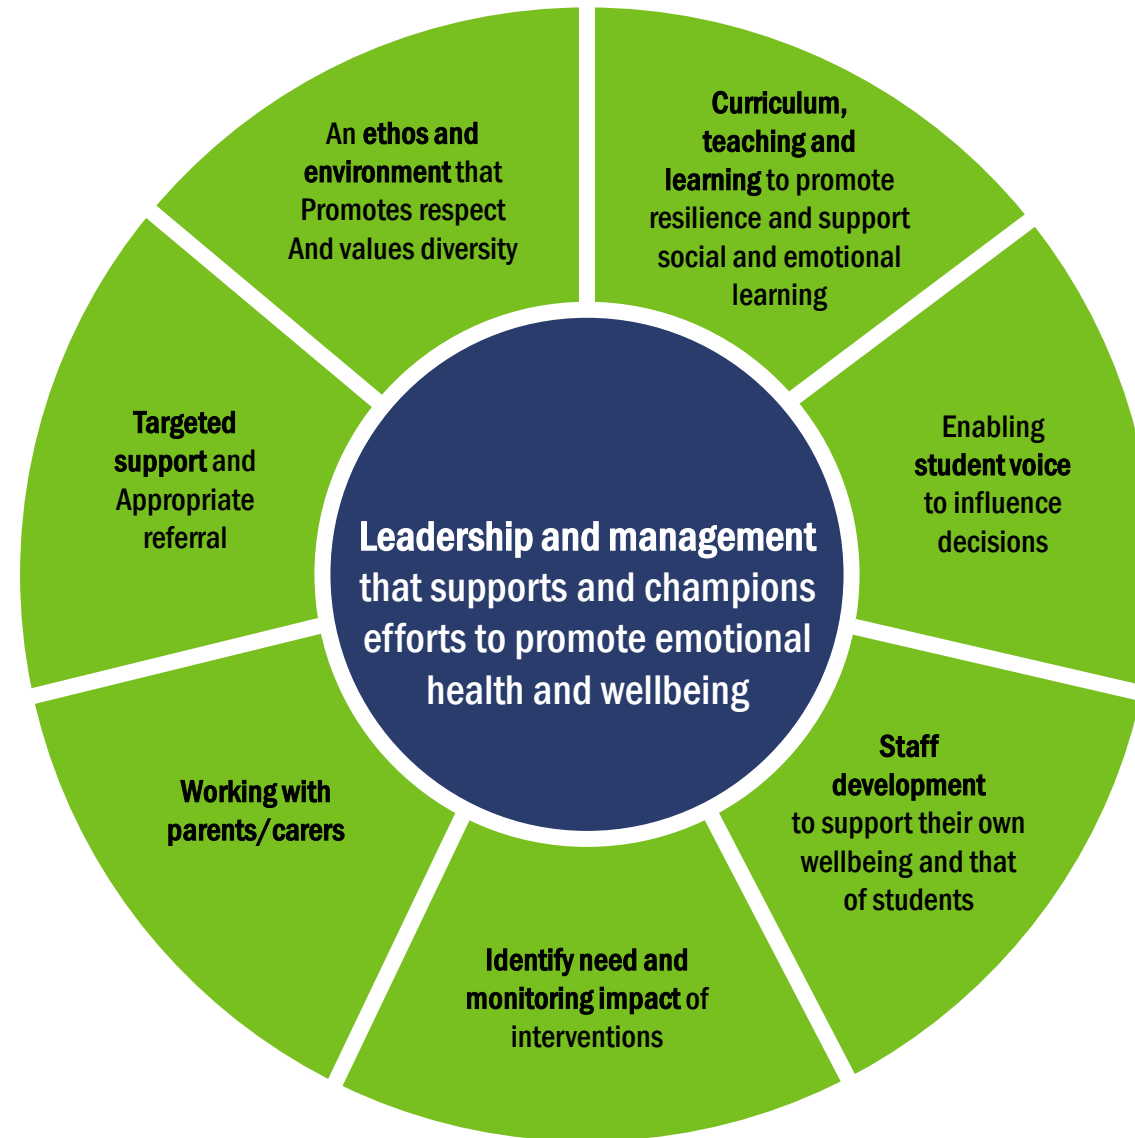 An ethos and
environment that
Promotes respect
And values diversity
Curriculum,
teaching and
learning to promote
resilience and support
social and emotional
learning
Enabling
student voice
to influence
decisions
Staff
development
to support their own
wellbeing and that
of students
Identify need and
monitoring impact of
interventions
Working with
parents/carers
Targeted
support and
Appropriate
referral
Leadership and management
that supports and champions
efforts to promote emotional
health and wellbeing